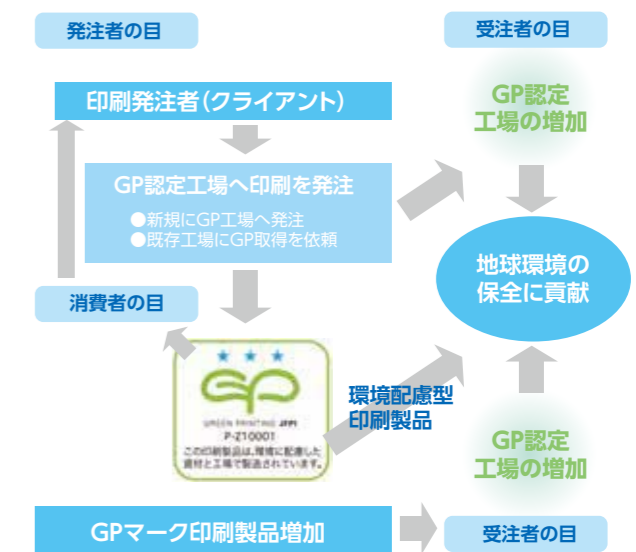 発注者の目
受注者の目
印刷発注者（クライアント）
GP認定
工場の増加
GP認定工場へ印刷を発注
●新規にGP工場へ発注
●既存工場にGP取得を依頼
地球環境の
保全に貢献
消費者の目
GP
GREEN PRINTING JFPI
P-Z10001
この印刷製品は、環境に配慮した
資材と工場で製造されています。
環境配慮型
印刷製品
GP認定
工場の増加
GPマーク印刷製品増加
受注者の目